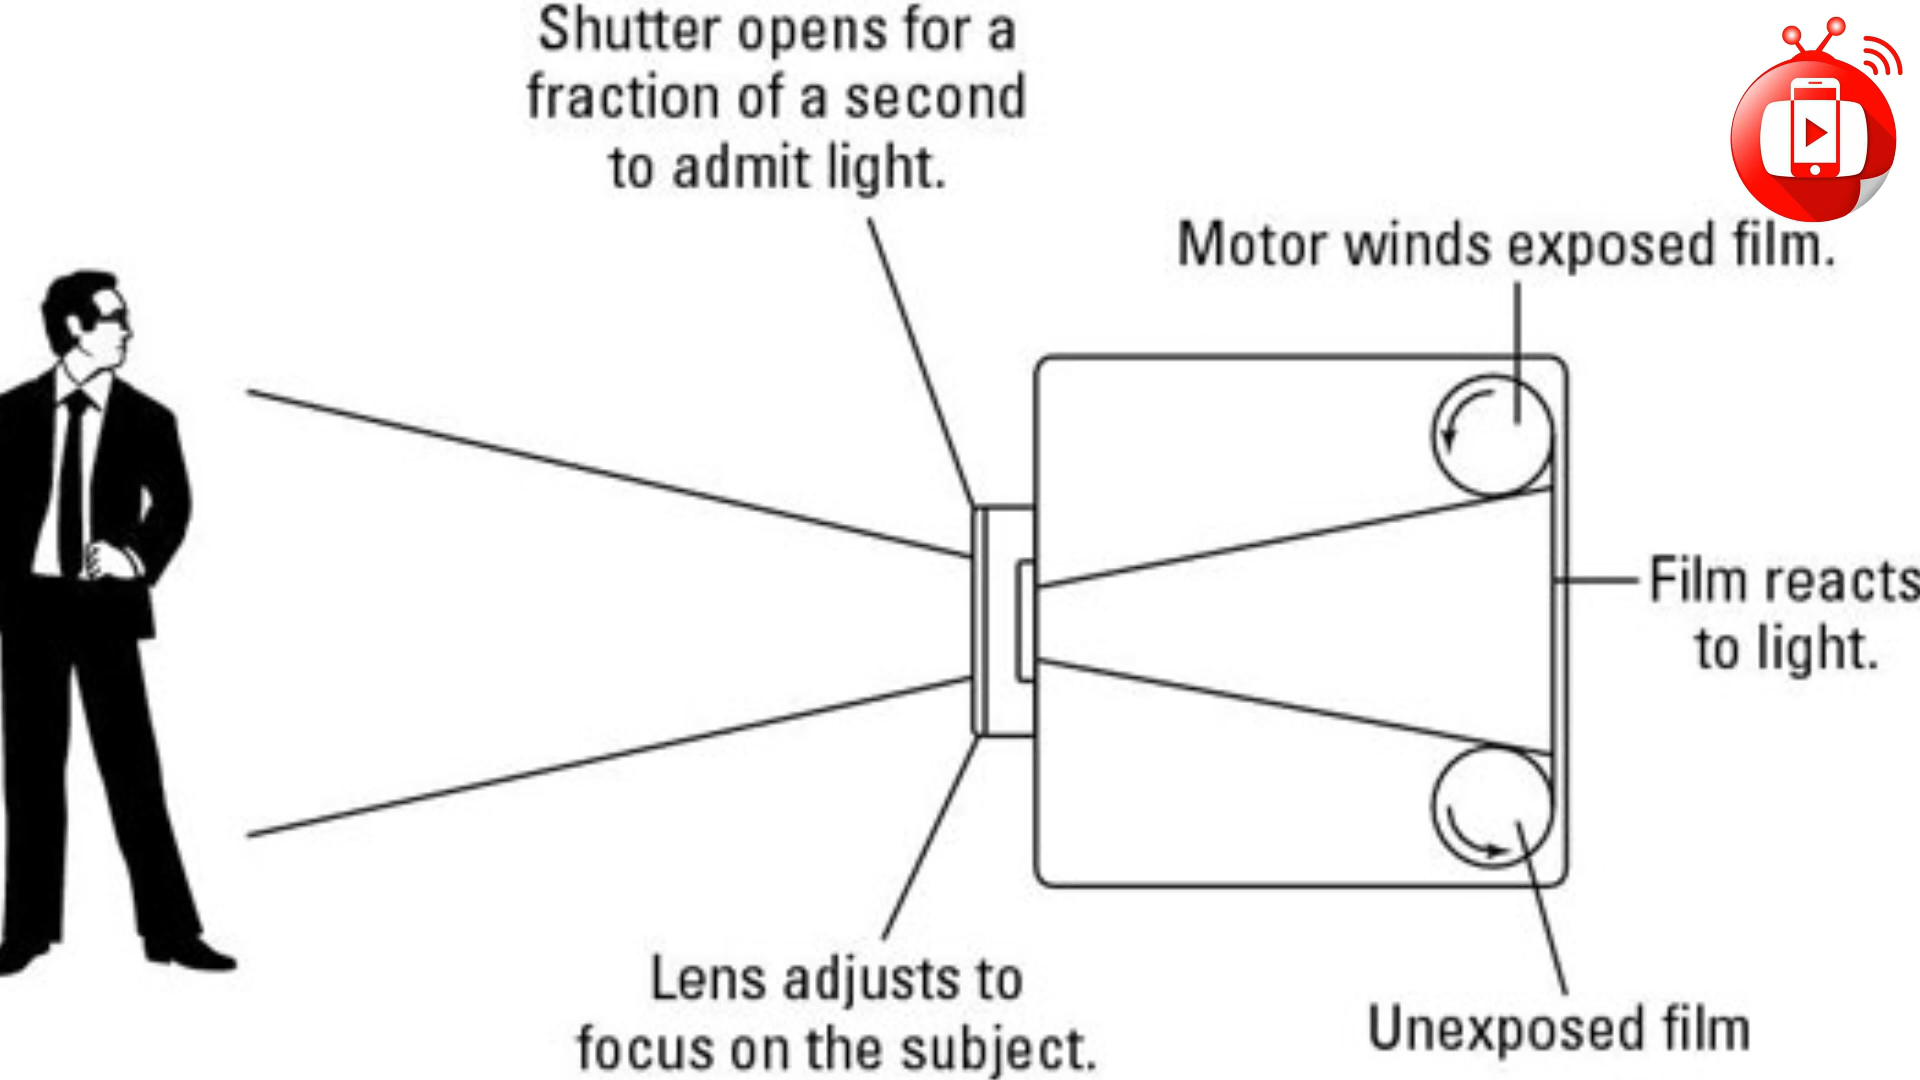 Shutter opens for a
fraction of a second
to admit light.
Motor winds exposed film.
Film reacts
to light.
Lens adjusts to
focus on the subject.
Unexposed film